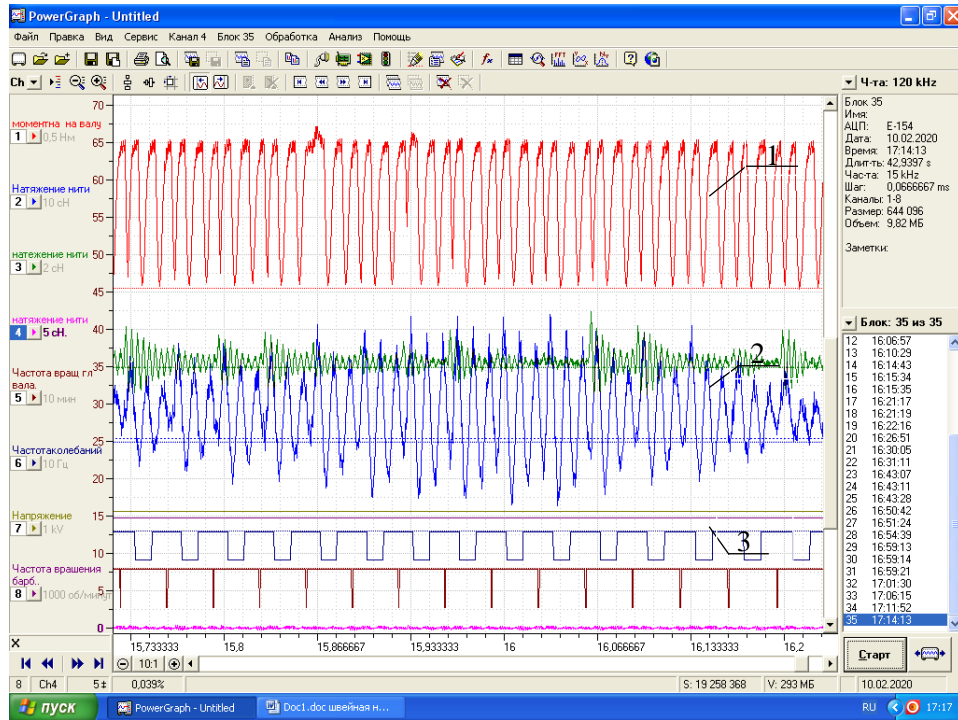 PowerGraph - Untitled
Файл Правка Вид Сервис Канал 4 Блок 35 Обработка Анализ Помощь
Ch
Ч-та: 120 kHz
моментна на валу
1 0,5 Нм
Натяжение нити
2 10 сН
натежение нити
3 2 сН
натяжение нити
4 5 сН.
Частота вращ гл
вала.
5 10 мин
Частотаколебаний
6 10 Гц
Напряжение
7 1 kV
Частота врашения
барб..
8 1000 об/минут
70
65
60
55
50
45
40
35
30
25
20
15
10
5
0
1
2
3
15,733333 15,8 15,866667 15,933333 16 16,066667 16,133333 16,2
X
10:1
Блок 35
Имя:
АЦП: E-154
Дата: 10.02.2020
Время: 17:14:13
Длит-ть: 42,9397 s
Час-та: 15 kHz
Шаг: 0,0666667 ms
Каналы: 1-8
Размер: 644 096
Объем: 9,82 МБ
Заметки:
Блок: 35 из 35
12 16:06:57
13 16:10:29
14 16:14:43
15 16:15:34
16 16:15:35
17 16:21:17
18 16:21:19
19 16:22:16
20 16:26:51
21 16:30:05
22 16:31:11
23 16:43:07
24 16:43:11
25 16:43:28
26 16:50:42
27 16:51:24
28 16:54:39
29 16:59:13
30 16:59:14
31 16:59:21
32 17:01:30
33 17:06:15
34 17:11:52
35 17:14:13
Старт
8 Ch4 5 0,039% S: 19 258 368 V: 293 МБ 10.02.2020
пуск PowerGraph - Untitled Doc1.doc швейная н... RU 17:17